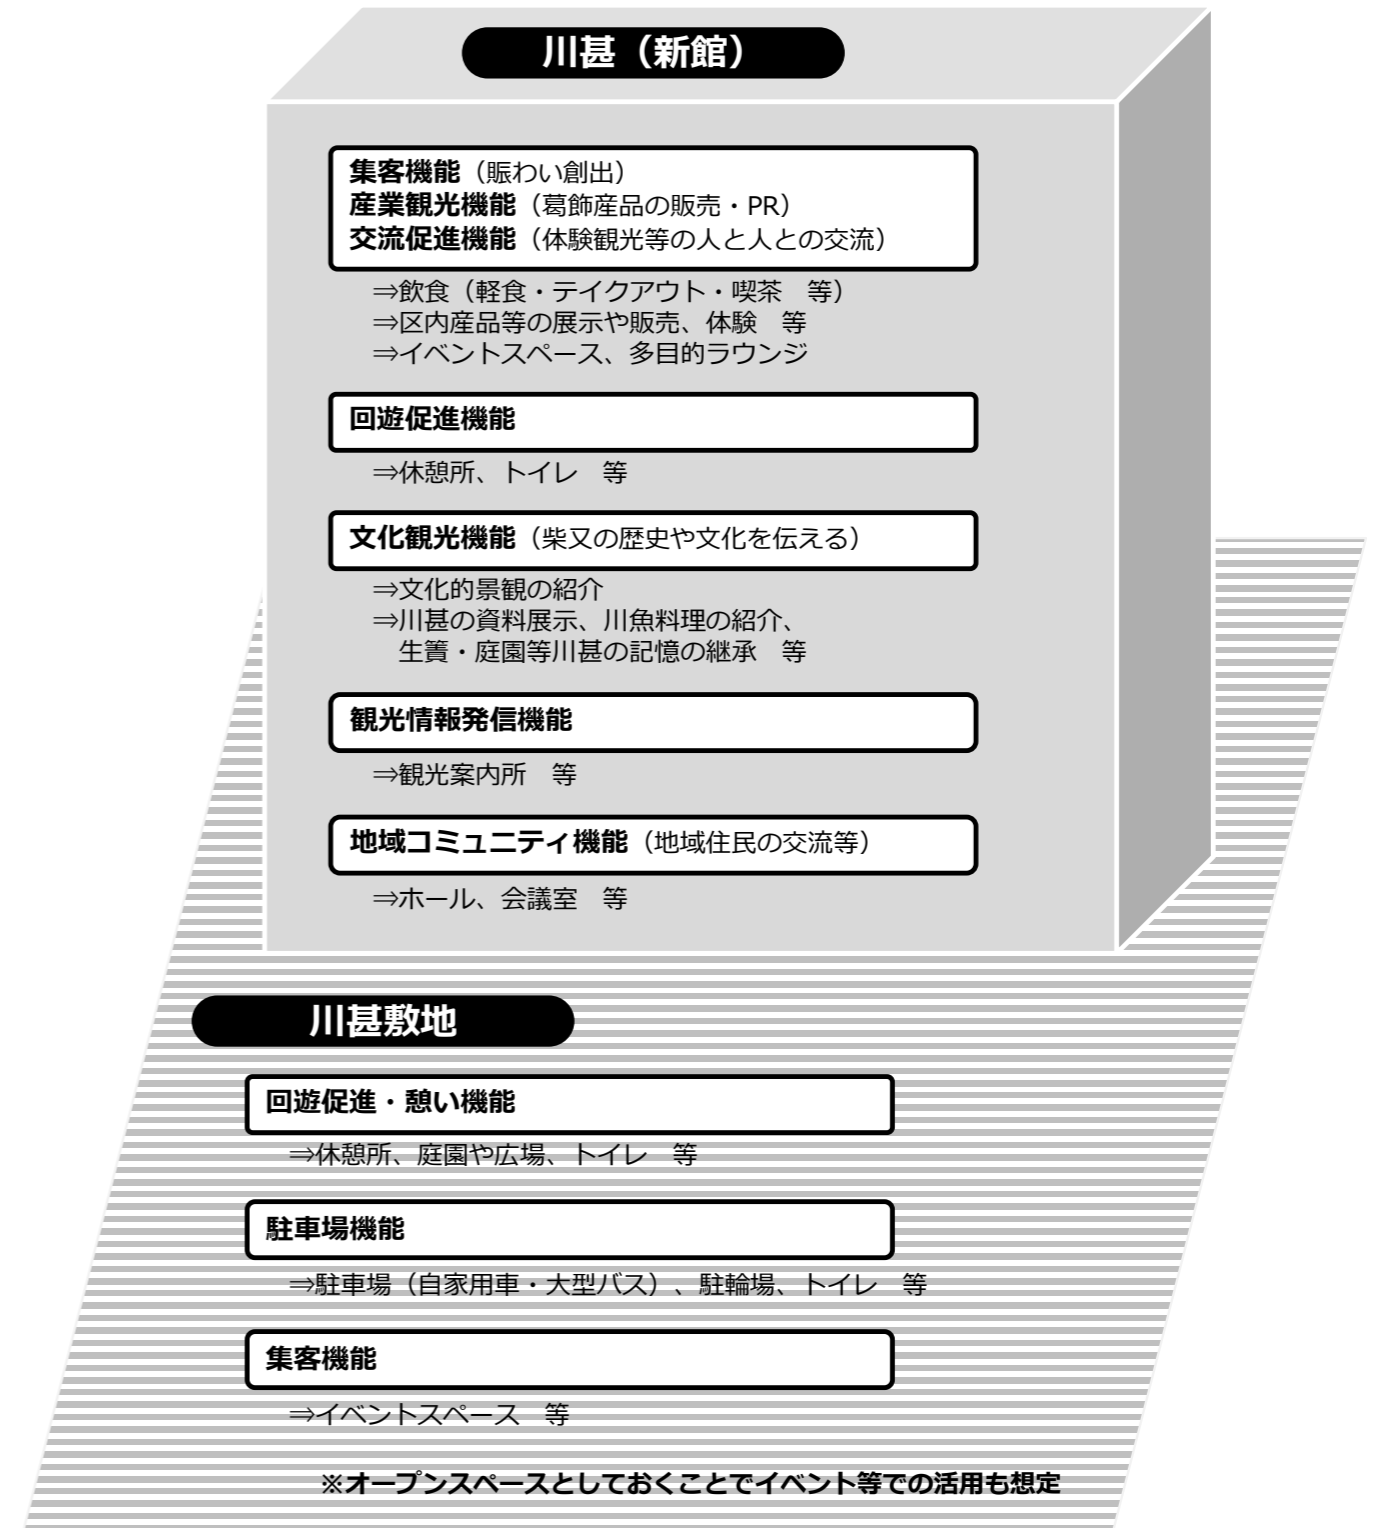 川甚（新館）
集客機能（賑わい創出）
産業観光機能（葛飾産品の販売・PR）
交流促進機能（体験観光等の人と人との交流）
⇒飲食（軽食・テイクアウト・喫茶　等）
⇒区内産品等の展示や販売、体験　等
⇒イベントスペース、多目的ラウンジ
回遊促進機能
⇒休憩所、トイレ　等
文化観光機能（柴又の歴史や文化を伝える）
⇒文化的景観の紹介
⇒川甚の資料展示、川魚料理の紹介、
生簀・庭園等川甚の記憶の継承　等
観光情報発信機能
⇒観光案内所　等
地域コミュニティ機能（地域住民の交流等）
⇒ホール、会議室　等
川甚敷地
回遊促進・憩い機能
⇒休憩所、庭園や広場、トイレ　等
駐車場機能
⇒駐車場（自家用車・大型バス）、駐輪場、トイレ　等
集客機能
⇒イベントスペース　等
※オープンスペースとしておくことでイベント等での活用も想定